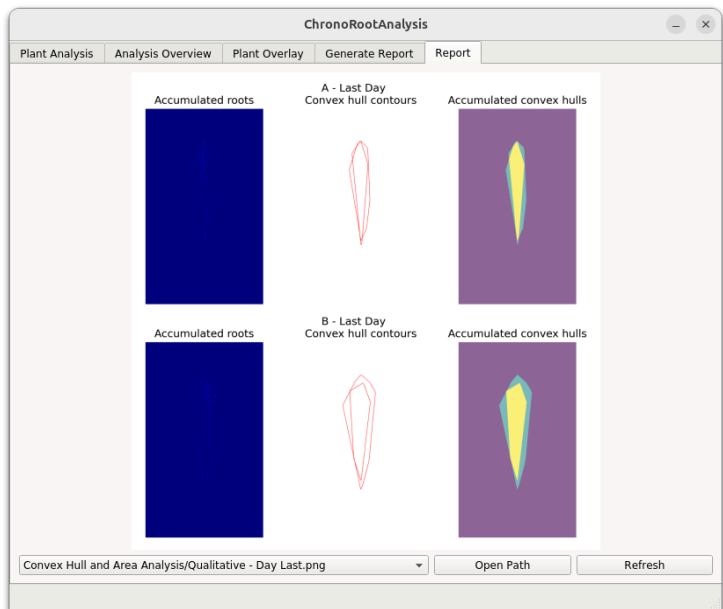 ChronoRootAnalysis
Plant Analysis
Analysis Overview
Plant Overlay
Generate Report
Report
A - Last Day
Accumulated roots
Convex hull contours
Accumulated convex hulls
B - Last Day
Accumulated roots
Convex hull contours
Accumulated convex hulls
Convex Hull and Area Analysis/Qualitative - Day Last.png
Open Path
Refresh